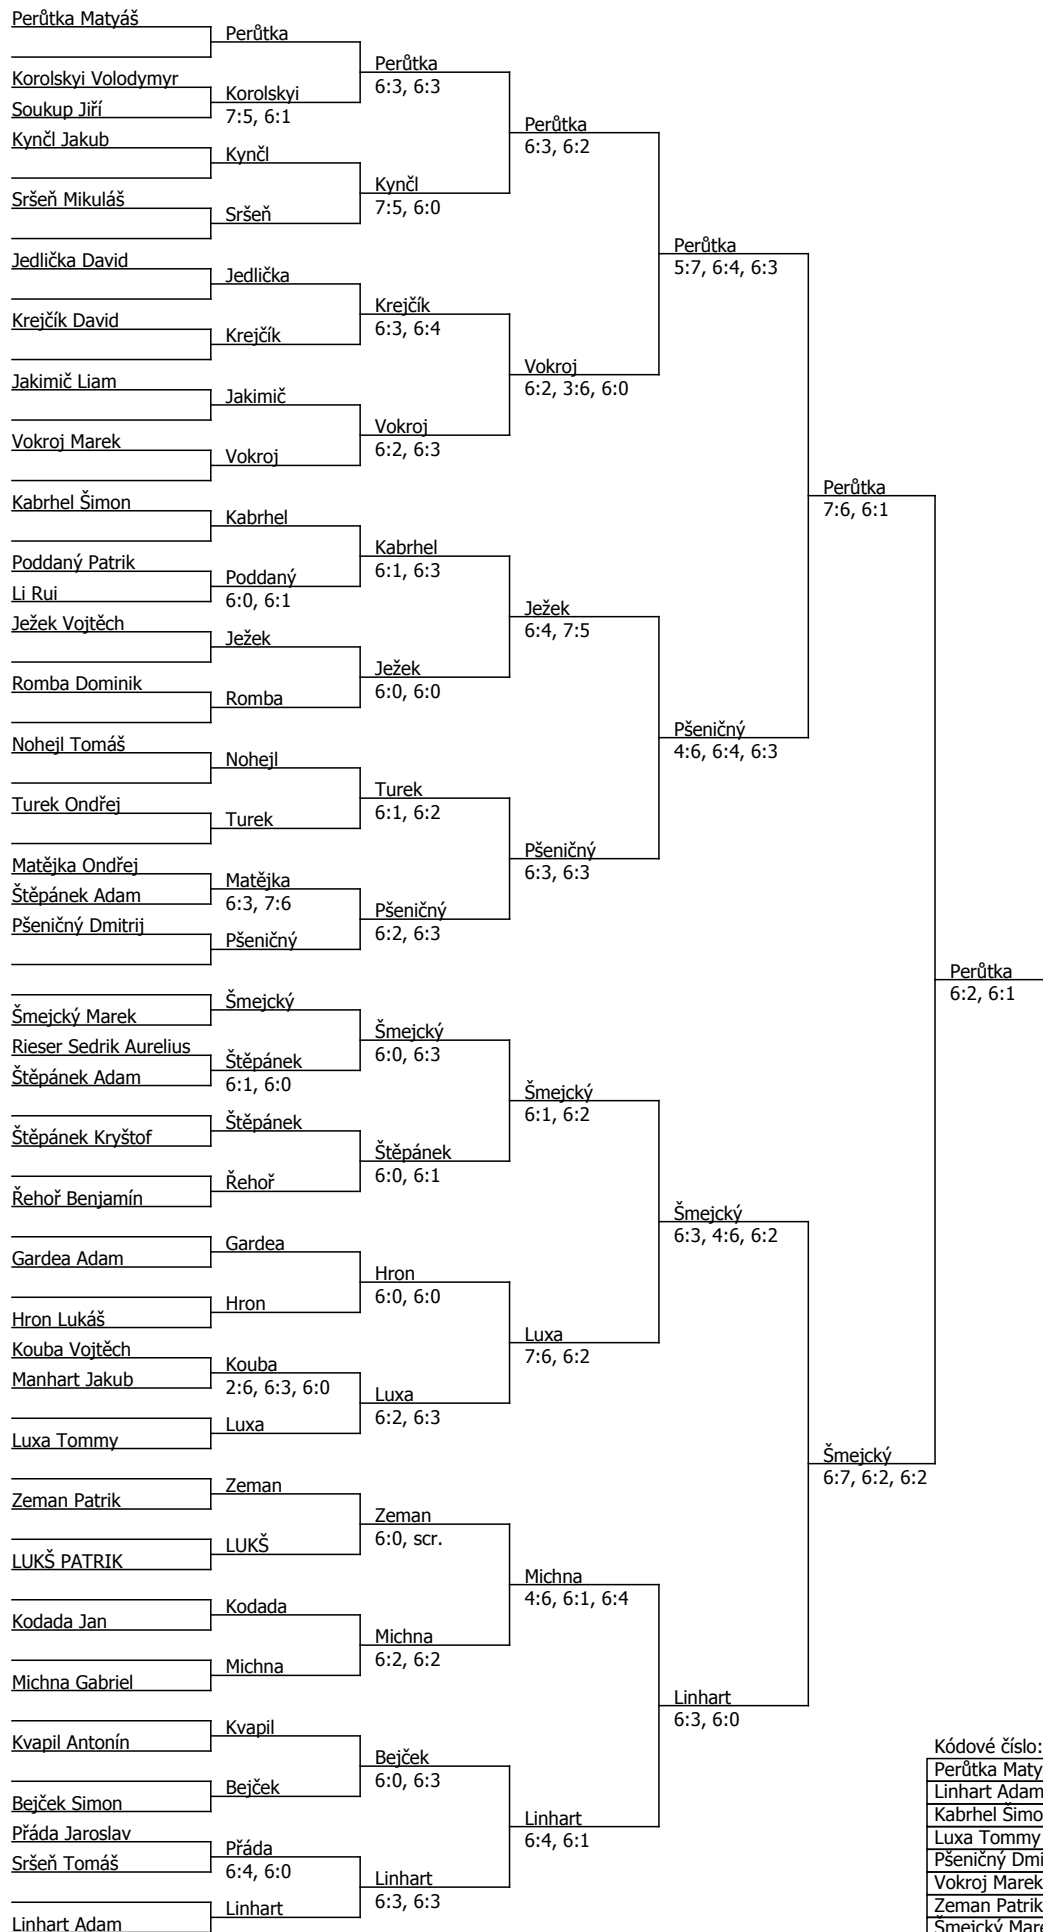 Perůtka Matyáš
Perůtka
Perůtka
6:3, 6:3
Korolskyi Volodymyr
Korolskyi
7:5, 6:1
Soukup Jiří
Perůtka
6:3, 6:2
Kynčl Jakub
Kynčl
Kynčl
7:5, 6:0
Sršeň Mikuláš
Sršeň
Perůtka
5:7, 6:4, 6:3
Jedlička David
Jedlička
Krejčík
6:3, 6:4
Krejčík David
Krejčík
Vokroj
6:2, 3:6, 6:0
Jakimič Liam
Jakimič
Vokroj
6:2, 6:3
Vokroj Marek
Vokroj
Perůtka
7:6, 6:1
Kabrhel Šimon
Kabrhel
Kabrhel
6:1, 6:3
Poddaný Patrik
Poddaný
6:0, 6:1
Li Rui
Ježek
6:4, 7:5
Ježek Vojtěch
Ježek
Ježek
6:0, 6:0
Romba Dominik
Romba
Pšeničný
4:6, 6:4, 6:3
Nohejl Tomáš
Nohejl
Turek
6:1, 6:2
Turek Ondřej
Turek
Pšeničný
6:3, 6:3
Matějka Ondřej
Matějka
6:3, 7:6
Štěpánek Adam
Pšeničný
6:2, 6:3
Pšeničný Dmitrij
Pšeničný
Perůtka
6:2, 6:1
Šmejcký
Šmejcký Marek
Šmejcký
6:0, 6:3
Rieser Sedrik Aurelius
Štěpánek
6:1, 6:0
Štěpánek Adam
Šmejcký
6:1, 6:2
Štěpánek
Štěpánek Kryštof
Štěpánek
6:0, 6:1
Řehoř
Řehoř Benjamín
Šmejcký
6:3, 4:6, 6:2
Gardea
Gardea Adam
Hron
6:0, 6:0
Hron
Hron Lukáš
Luxa
7:6, 6:2
Kouba Vojtěch
Kouba
2:6, 6:3, 6:0
Manhart Jakub
Luxa
6:2, 6:3
Luxa
Luxa Tommy
Šmejcký
6:7, 6:2, 6:2
Zeman
Zeman Patrik
Zeman
6:0, scr.
LUKŠ
LUKŠ PATRIK
Michna
4:6, 6:1, 6:4
Kodada
Kodada Jan
Michna
6:2, 6:2
Michna
Michna Gabriel
Linhart
6:3, 6:0
Kvapil
Kvapil Antonín
Bejček
6:0, 6:3
Bejček
Bejček Simon
Linhart
6:4, 6:1
Přáda Jaroslav
Přáda
6:4, 6:0
Sršeň Tomáš
Linhart
6:3, 6:3
Linhart
Linhart Adam
Kódové číslo:
Perůtka Maty
Linhart Adam
Kabrhel Šimo
Luxa Tommy
Pšeničný Dmi
Vokroj Marek
Zeman Patrik
Šmejcký Mare